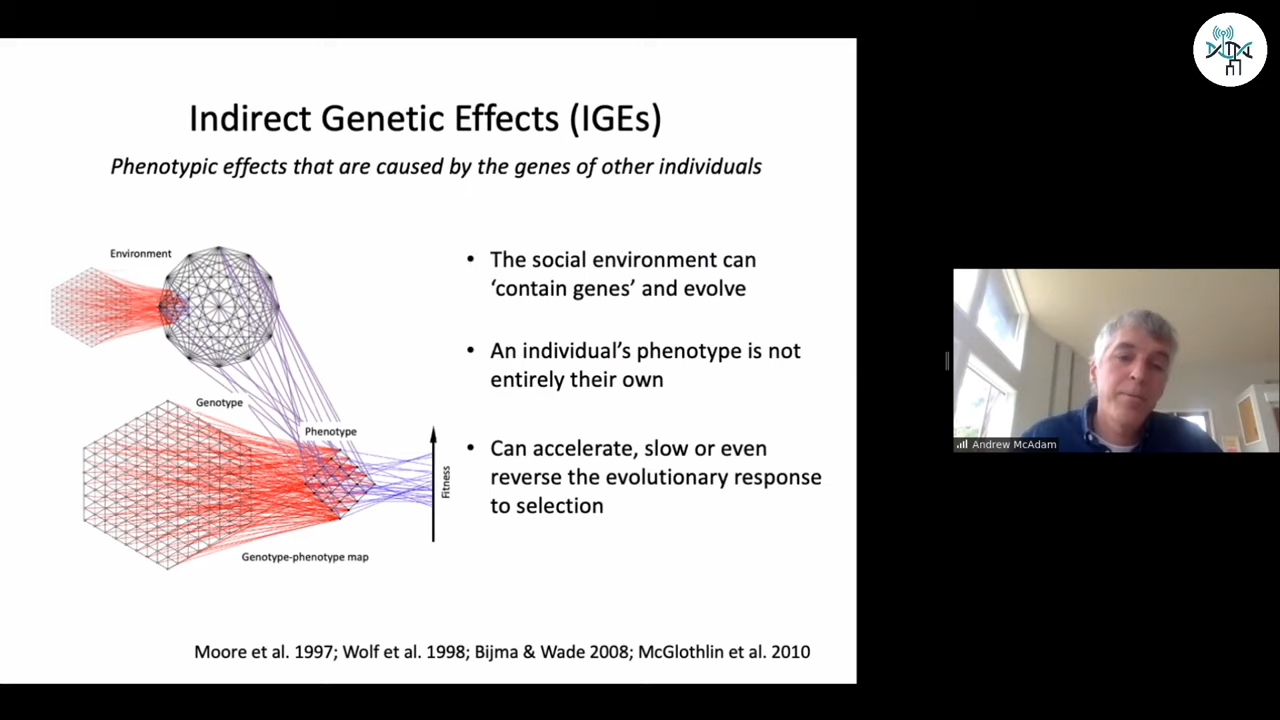 Indirect Genetic Effects (IGEs)
Phenotypic effects that are caused by the genes of other individuals
Environment
Genotype
Phenotype
Fitness
Genotype-phenotype map
• The social environment can
‘contain genes’ and evolve
• An individual’s phenotype is not
entirely their own
• Can accelerate, slow or even
reverse the evolutionary response
to selection
Moore et al. 1997; Wolf et al. 1998; Bijma & Wade 2008; McGlothlin et al. 2010
Andrew McAdam